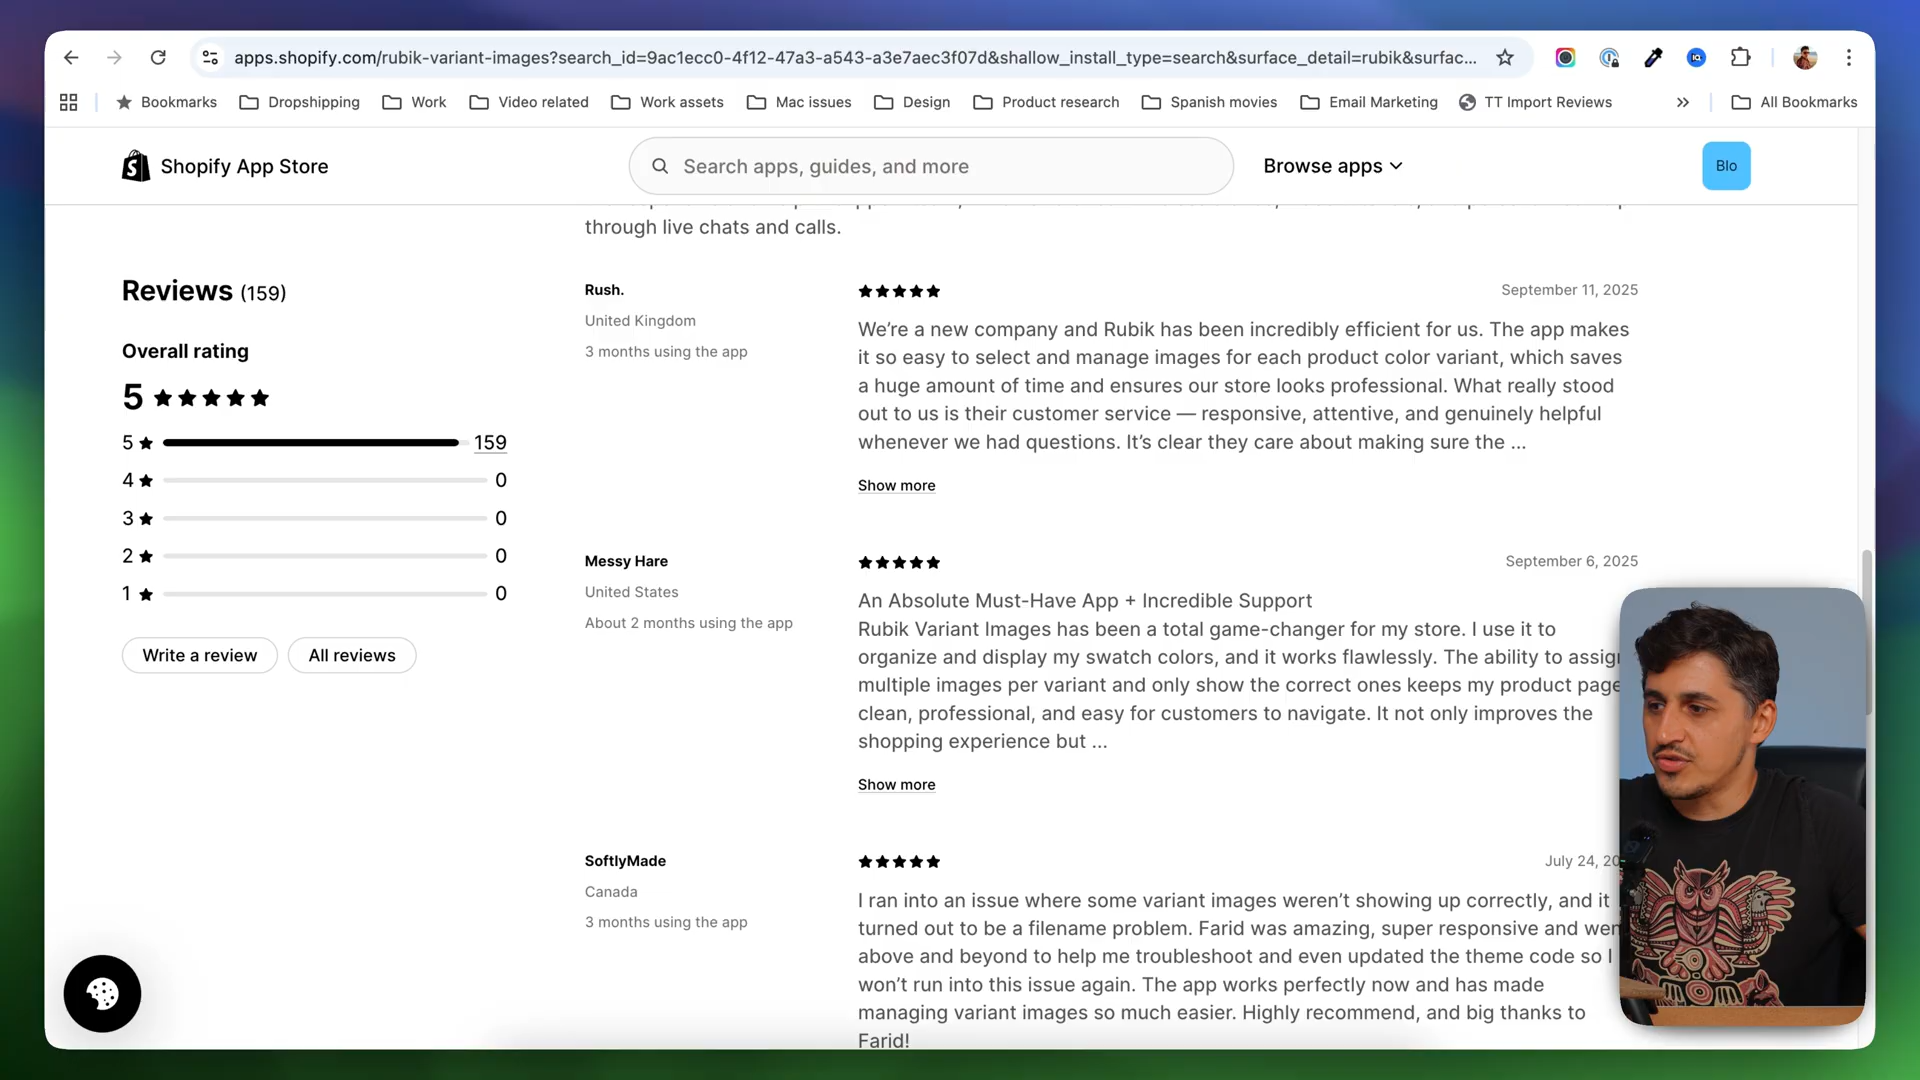 apps.shopify.com/rubik-variant-images?search_id=9ac1ecc0-4f12-47a3-a543-a3e7aec3f07d&shallow_install_type=search&surface_detail=rubik&surfac...
Bookmarks Dropshipping Work Video related Work assets Mac issues Design Product research Spanish movies Email Marketing TT Import Reviews » All Bookmarks
Shopify App Store
Search apps, guides, and more
Browse apps
Blo
through live chats and calls.
Reviews (159)
Overall rating
5
5 159
4 0
3 0
2 0
1 0
Write a review All reviews
Rush.
United Kingdom
3 months using the app
September 11, 2025
We’re a new company and Rubik has been incredibly efficient for us. The app makes
it so easy to select and manage images for each product color variant, which saves
a huge amount of time and ensures our store looks professional. What really stood
out to us is their customer service — responsive, attentive, and genuinely helpful
whenever we had questions. It’s clear they care about making sure the ...
Show more
Messy Hare
United States
About 2 months using the app
September 6, 2025
An Absolute Must-Have App + Incredible Support
Rubik Variant Images has been a total game-changer for my store. I use it to
organize and display my swatch colors, and it works flawlessly. The ability to assign
multiple images per variant and only show the correct ones keeps my product page
clean, professional, and easy for customers to navigate. It not only improves the
shopping experience but ...
Show more
SoftlyMade
Canada
3 months using the app
July 24, 20
I ran into an issue where some variant images weren’t showing up correctly, and it
turned out to be a filename problem. Farid was amazing, super responsive and wen
above and beyond to help me troubleshoot and even updated the theme code so I
won’t run into this issue again. The app works perfectly now and has made
managing variant images so much easier. Highly recommend, and big thanks to
Farid!